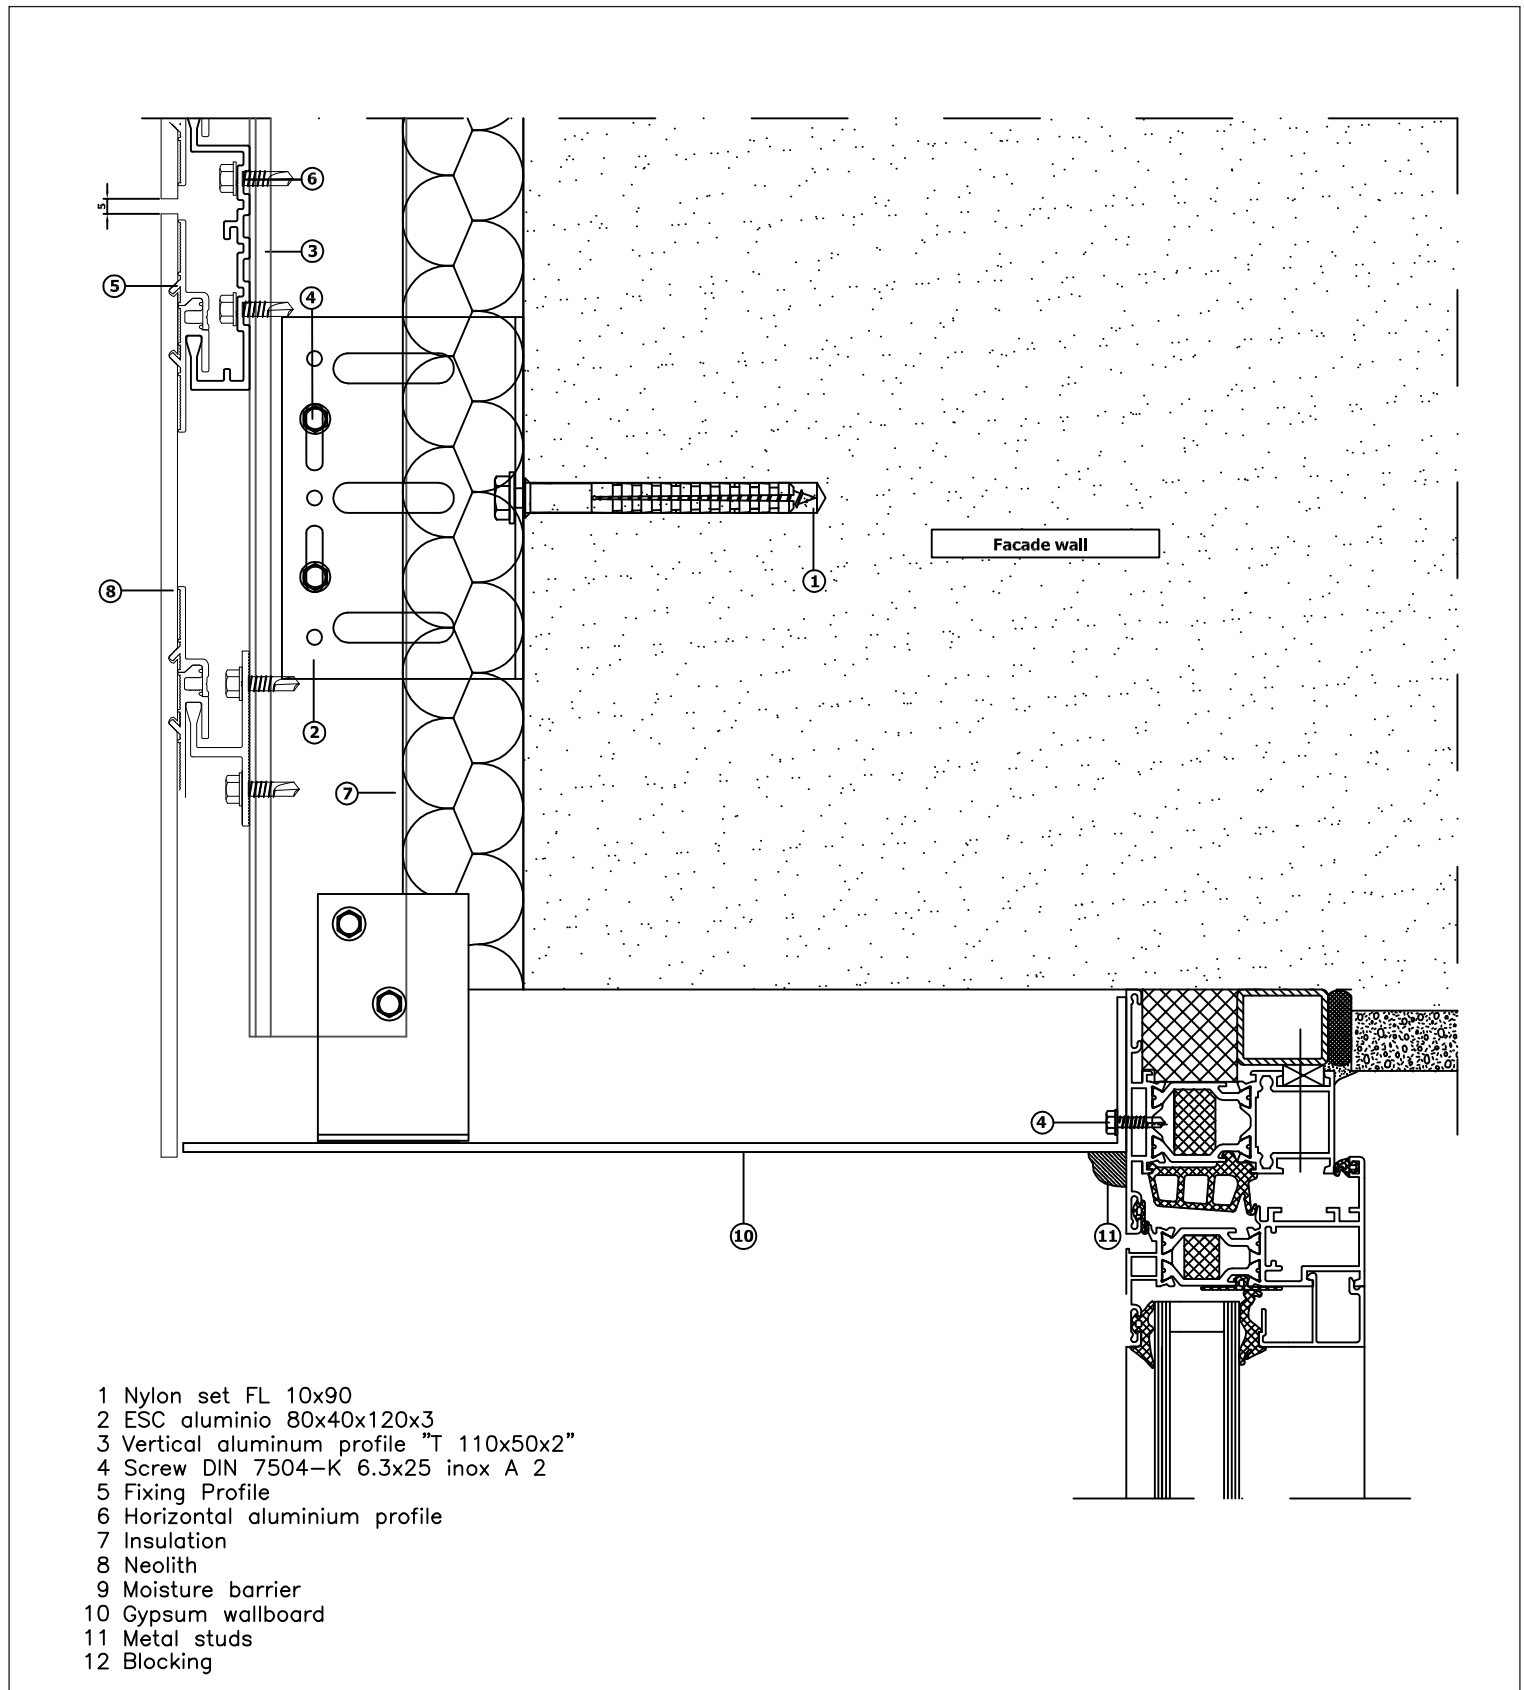 6
5
3
5
4
Facade wall
1
8
2
7
4
10
11
1 Nylon set FL 10x90
2 ESC aluminio 80x40x120x3
3 Vertical aluminum profile "T 110x50x2"
4 Screw DIN 7504-K 6.3x25 inox A 2
5 Fixing Profile
6 Horizontal aluminium profile
7 Insulation
8 Neolith
9 Moisture barrier
10 Gypsum wallboard
11 Metal studs
12 Blocking